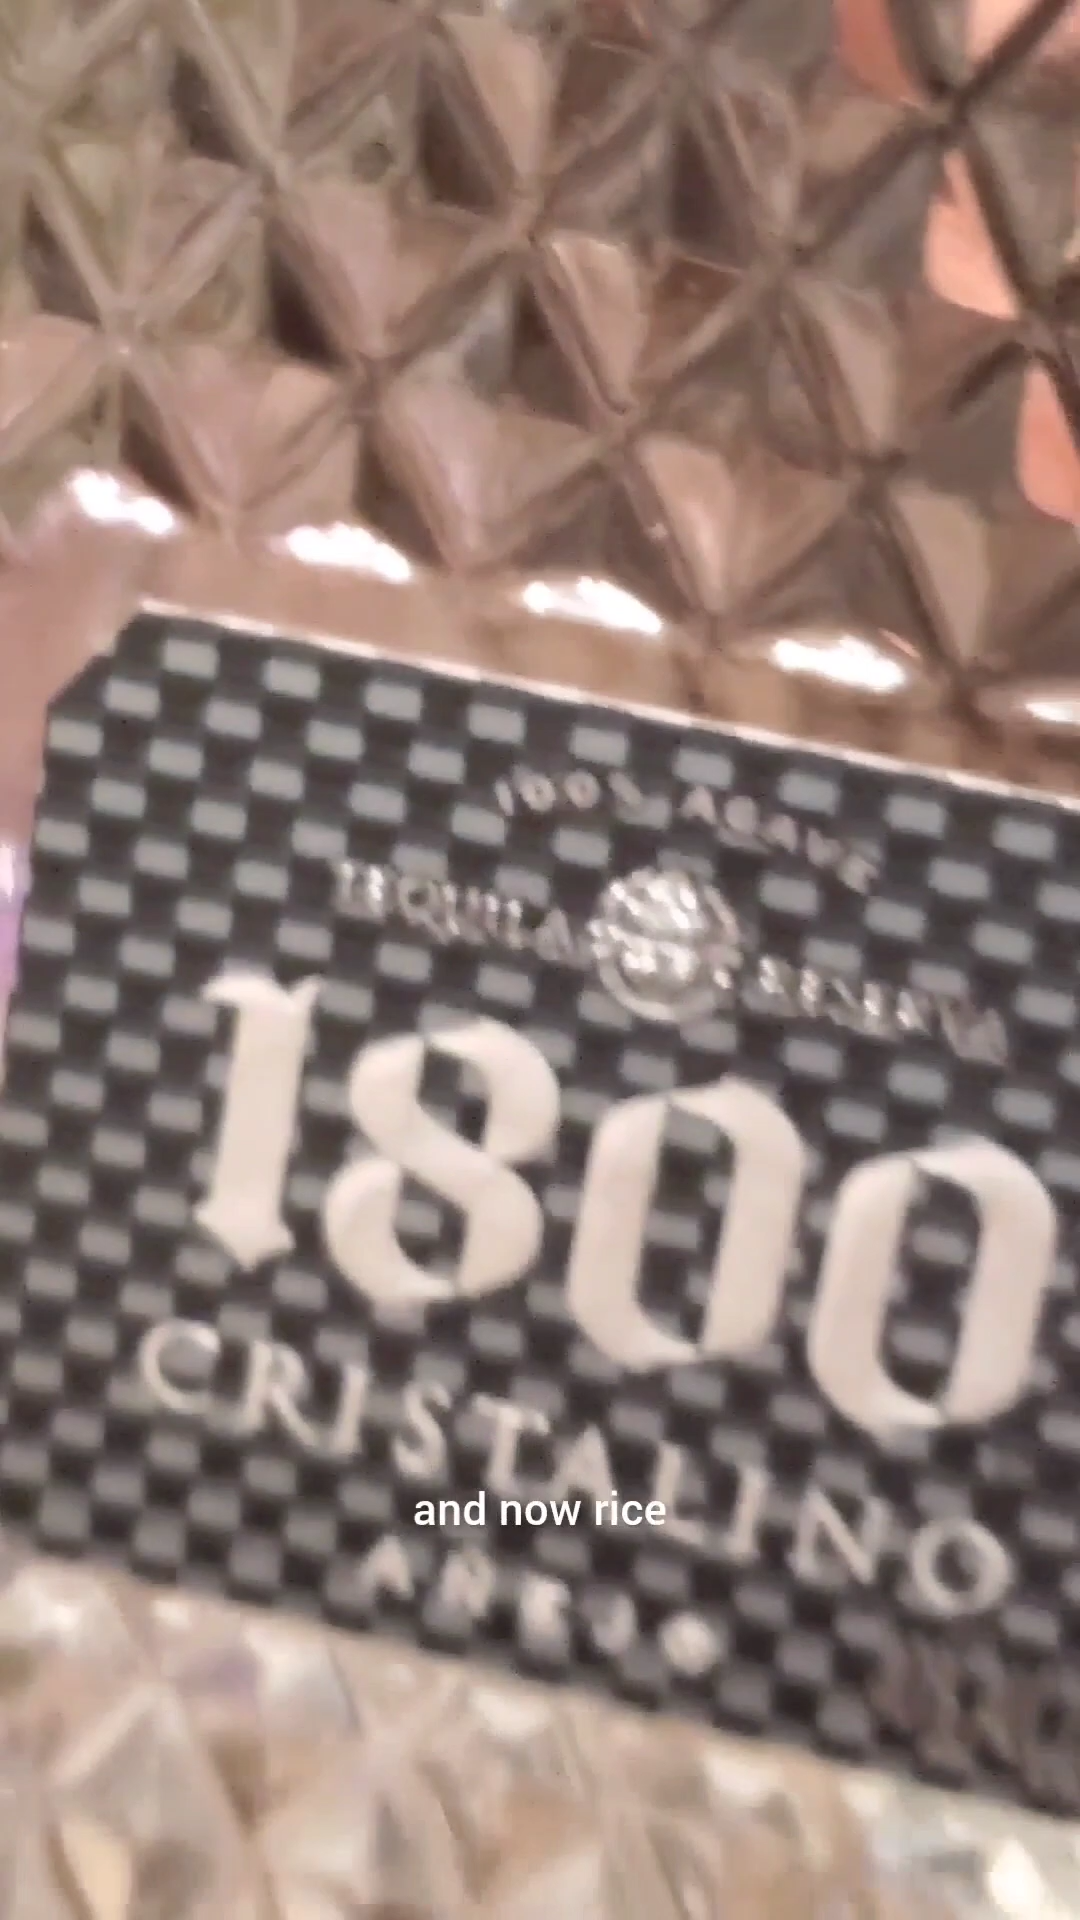 100% AGAVE
TEQUILA RESERVA
1800
CRISTALINO
and now rice
AÑEJO